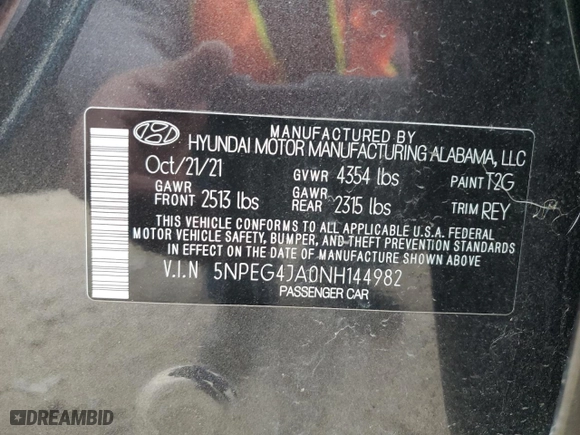 MANUFACTURED BY
HYUNDAI MOTOR MANUFACTURING ALABAMA, LLC
Oct/21/21 GVWR 4354 lbs PAINT T2G
GAWR FRONT 2513 lbs GAWR REAR 2315 lbs TRIM REY
THIS VEHICLE CONFORMS TO ALL APPLICABLE U.S.A. FEDERAL
MOTOR VEHICLE SAFETY, BUMPER, AND THEFT PREVENTION STANDARDS
IN EFFECT ON THE DATE OF MANUFACTURE SHOWN ABOVE.
V.I.N 5NPEG4JA0NH144982
PASSENGER CAR
DREAMBID